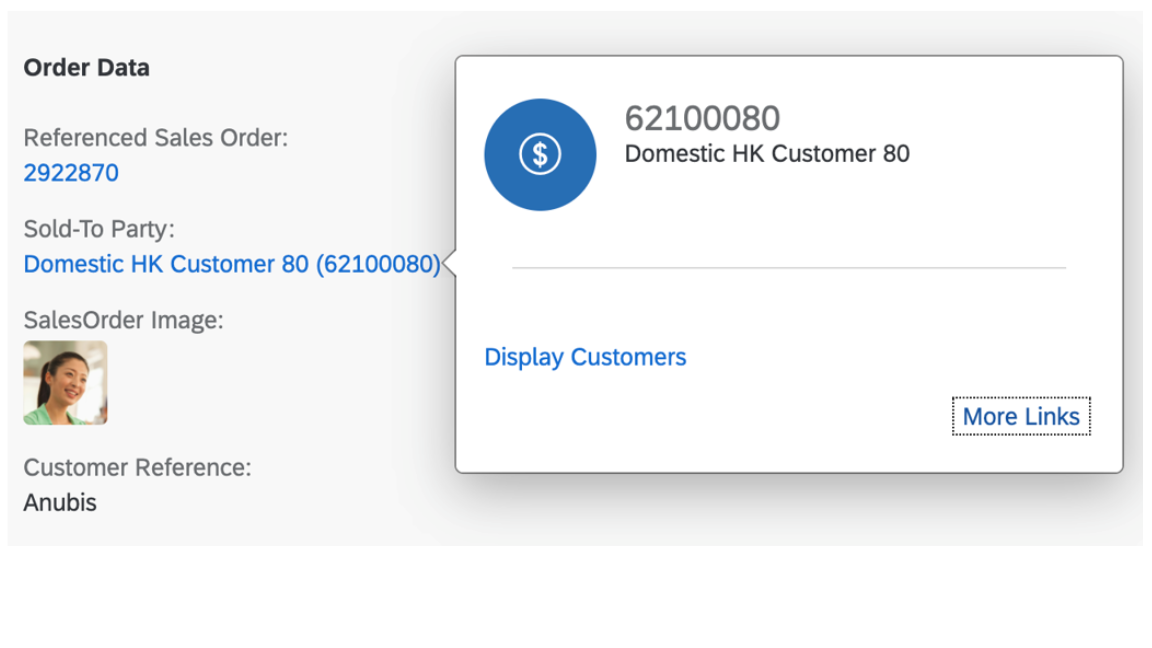 Order Data
Referenced Sales Order:
2922870
Sold-To Party:
Domestic HK Customer 80 (62100080)
SalesOrder Image:
Customer Reference:
Anubis
$
62100080
Domestic HK Customer 80
Display Customers
More Links